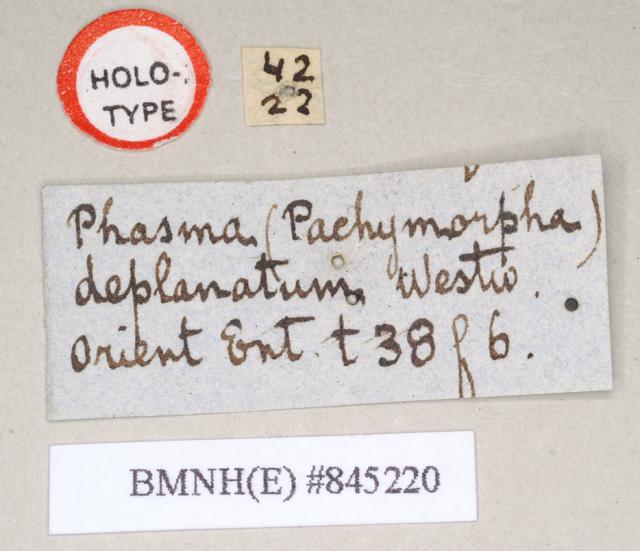 HOLO-
TYPE
42
22
Phasma (Pachymorpha)
deplanatum Westw.
Orient Ent. t 38 f 6.
BMNH(E) #845220